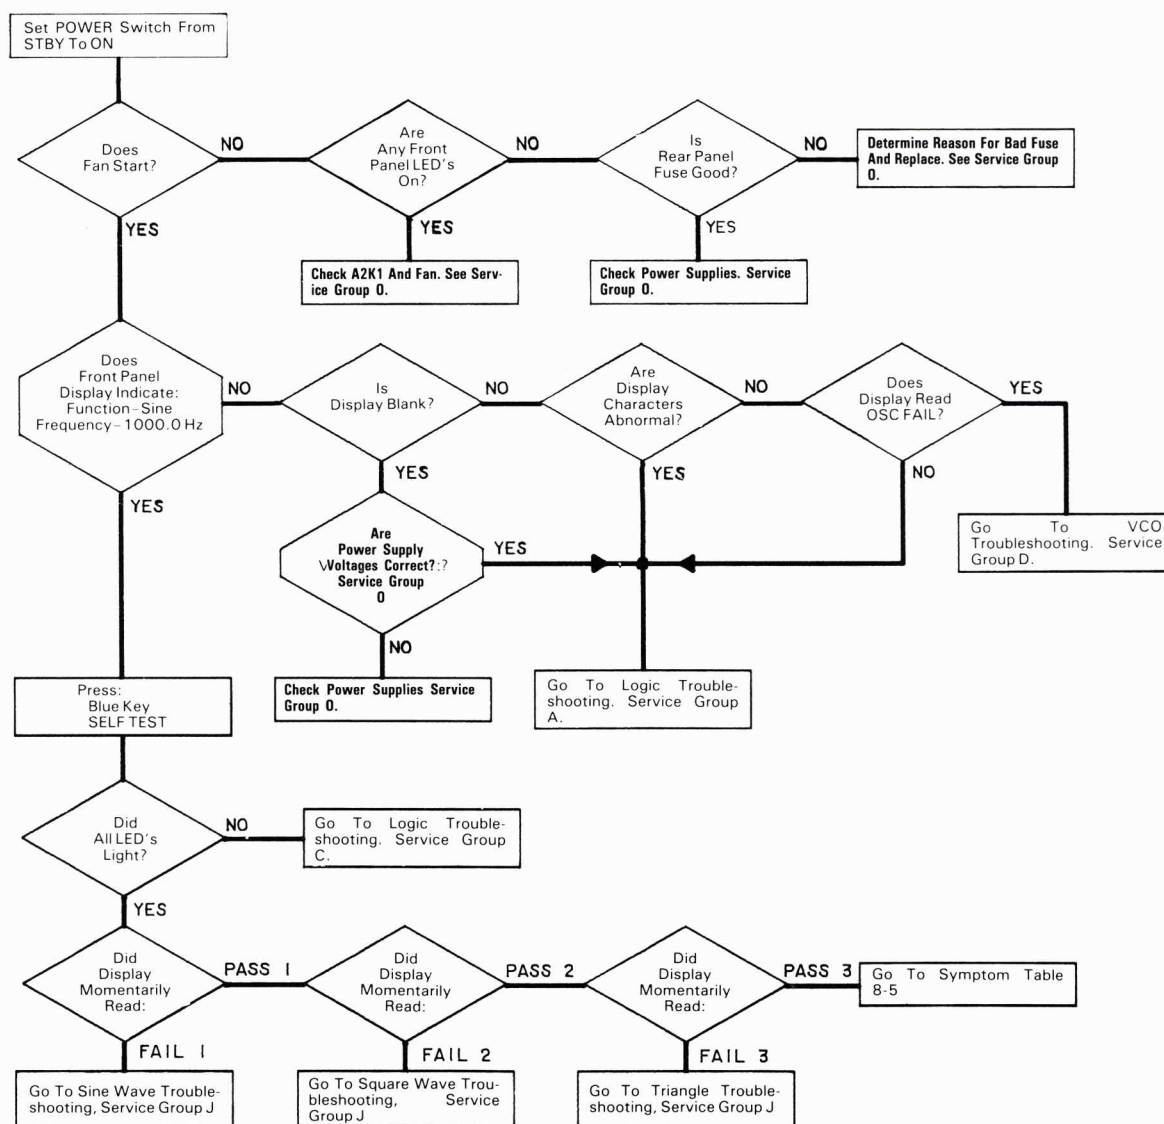 Set POWER Switch From
STBY To ON
Does
Fan Start?
NO
Are
Any Front
Panel LED's
On?
NO
Is
Rear Panel
Fuse Good?
NO
Determine Reason For Bad Fuse
And Replace. See Service Group
O.
YES
YES
YES
Check A2K1 And Fan. See Serv-
ice Group O.
Check Power Supplies. Service
Group O.
Does
Front Panel
Display Indicate:
Function–Sine
Frequency–1000.0 Hz
NO
Is
Display Blank?
NO
Are
Display
Characters
Abnormal?
NO
Does
Display Read
OSC FAIL?
YES
YES
YES
YES
NO
Are
Power Supply
\Voltages Correct?:?
Service Group
O
YES
Go To VCO
Troubleshooting. Service
Group D.
NO
Check Power Supplies Service
Group O.
Go To Logic Trouble-
shooting. Service Group
A.
Press:
Blue Key
SELF TEST
Did
All LED's
Light?
NO
Go To Logic Trouble-
shooting. Service Group
C.
YES
Did
Display
Momentarily
Read:
PASS 1
Did
Display
Momentarily
Read:
PASS 2
Did
Display
Momentarily
Read:
PASS 3
Go To Symptom Table
8-5
FAIL 1
FAIL 2
FAIL 3
Go To Sine Wave Trouble-
shooting, Service Group J
Go To Square Wave Trou-
bleshooting, Service
Group J
Go To Triangle Trouble-
shooting, Service Group J